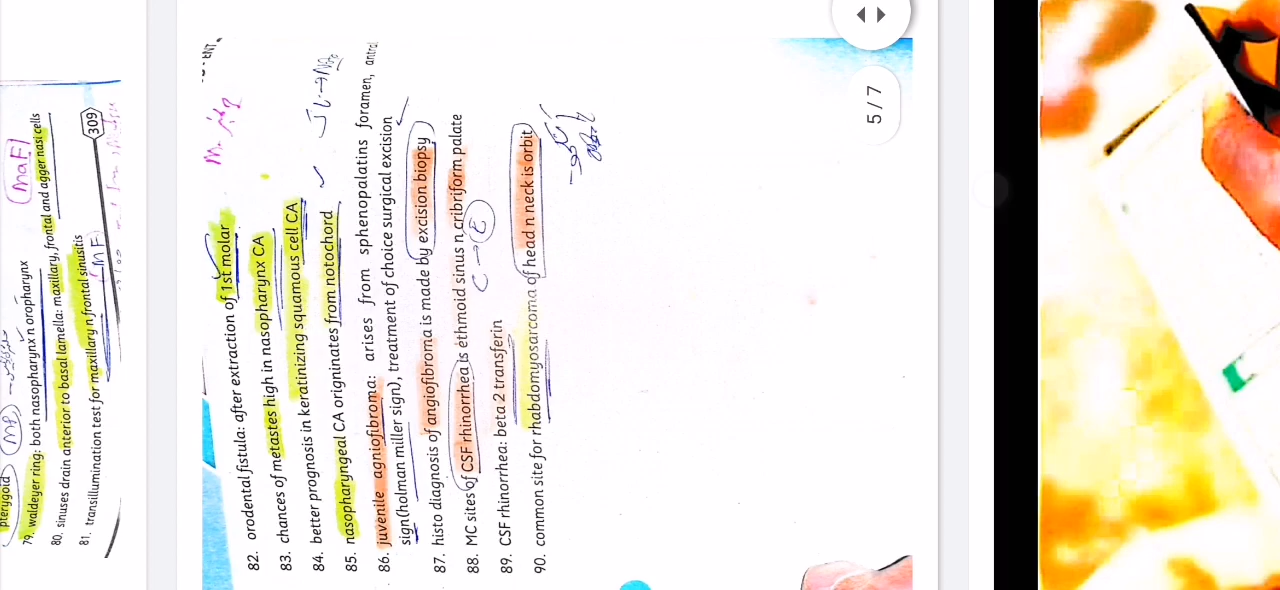 pterygoid
79. waldeyer ring: both nasopharynx n oropharynx
80. sinuses drain anterior to basal lamella: maxillary, frontal and agger nasi cells
81. transillumination test for maxillary n frontal sinusitis
309
82. orodental fistula: after extraction of 1st molar
83. chances of metastes high in nasopharynx CA
84. better prognosis in keratinizing squamous cell CA
85. nasopharyngeal CA origninates from notochord
86. juvenile agniofibroma: arises from sphenopalatins foramen, antral
sign(holman miller sign), treatment of choice surgical excision
87. histo diagnosis of angiofibroma is made by excision biopsy
88. MC sites of CSF rhinorrhea is ethmoid sinus n cribriform palate
C → E
89. CSF rhinorrhea: beta 2 transferin
90. common site for rhabdomyosarcoma of head n neck is orbit
5 / 7